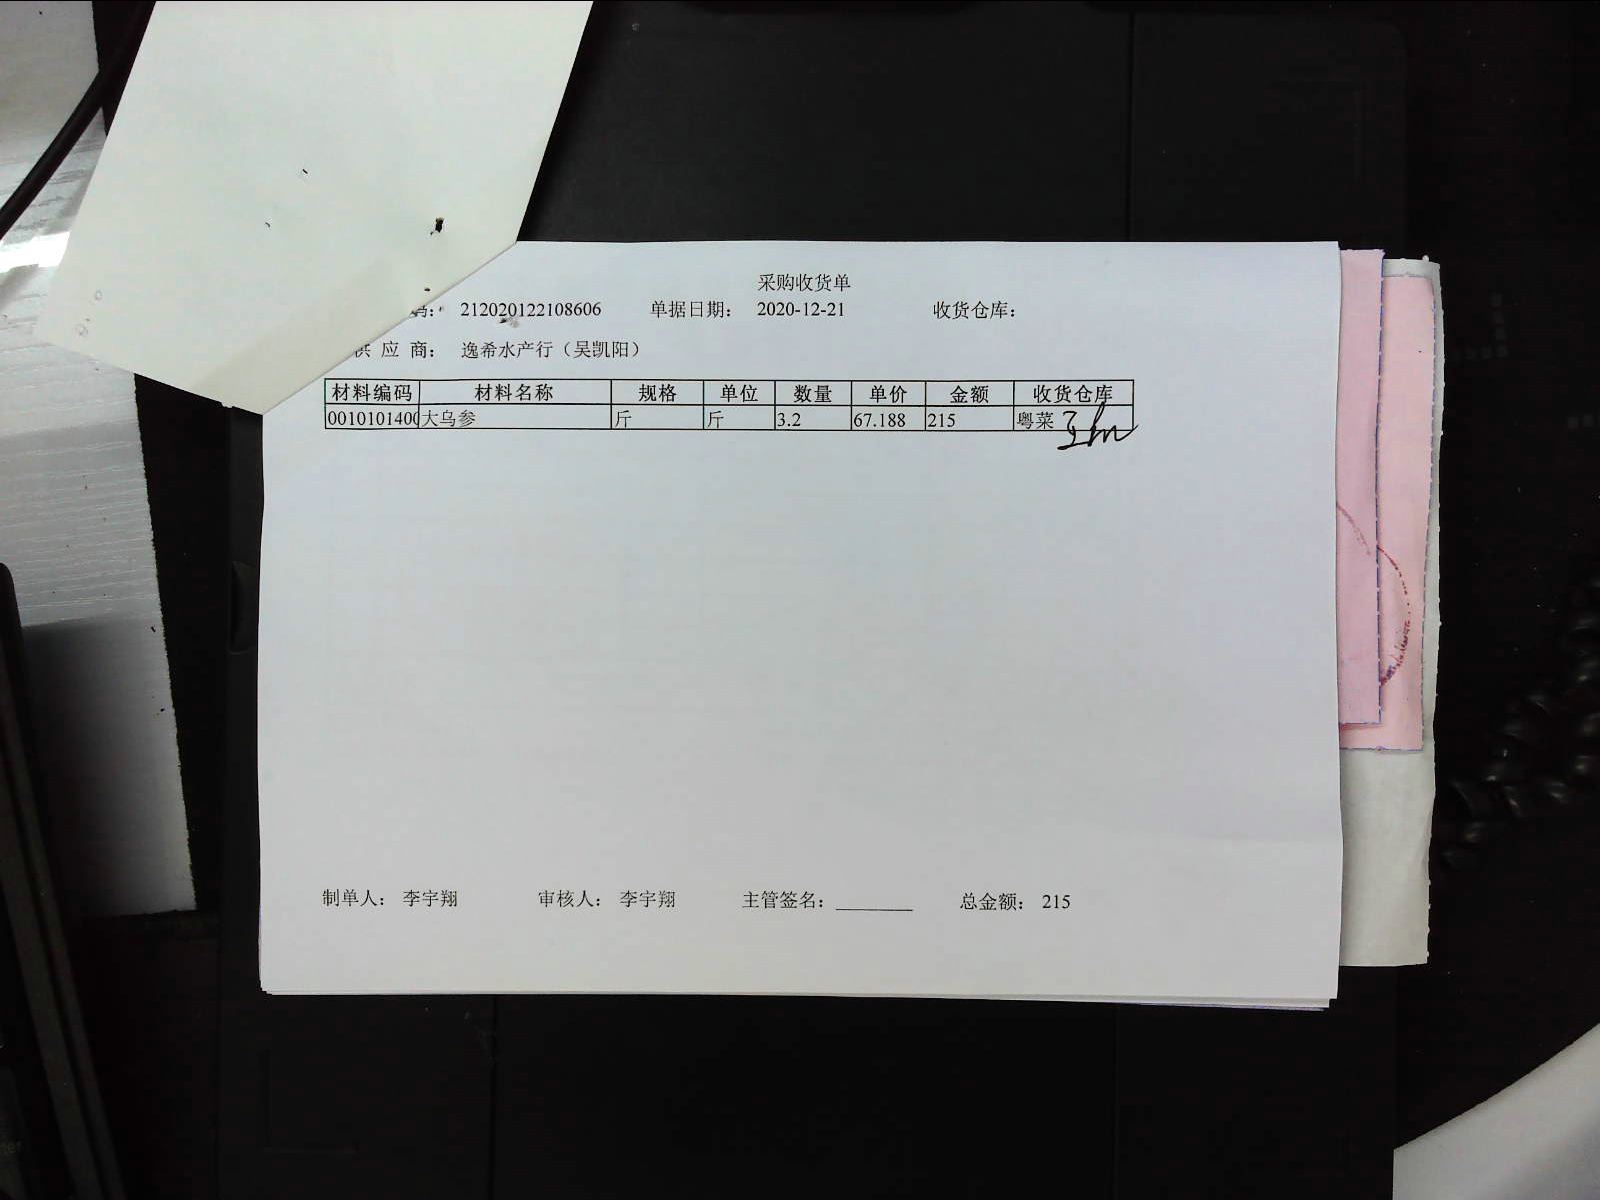 采购收货单
码： 212020122108606 单据日期： 2020-12-21 收货仓库：
供 应 商： 逸希水产行（吴凯阳）
材料编码 材料名称 规格 单位 数量 单价 金额 收货仓库
0010101400 大乌参 斤 斤 3.2 67.188 215 粤菜
制单人： 李宇翔 审核人： 李宇翔 主管签名： 总金额： 215